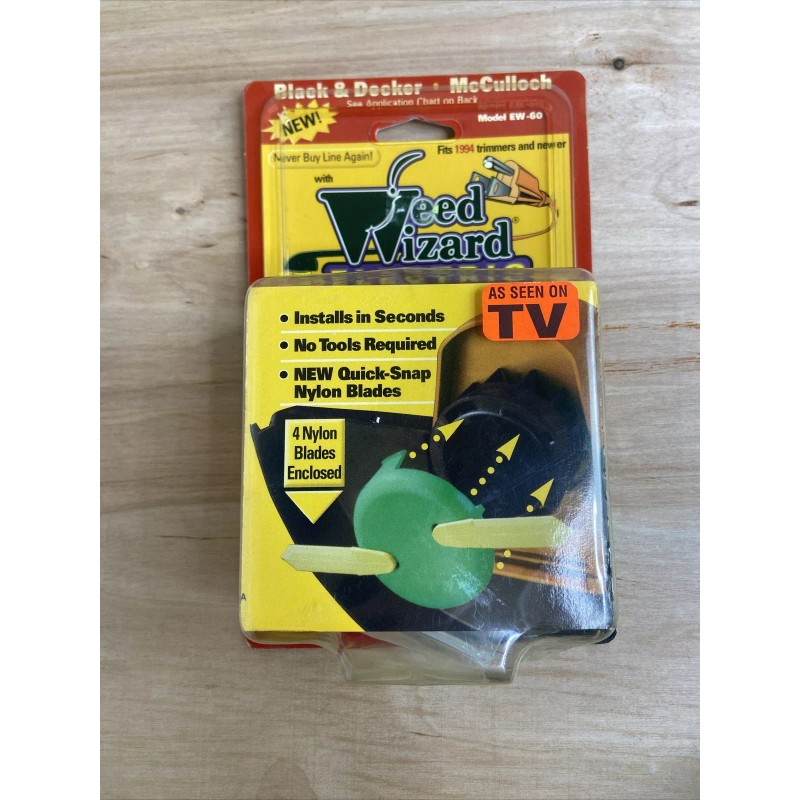 Black & Decker • McCulloch
See Application Chart on Back
Model EW-60
NEW!
Never Buy Line Again!
Fits 1994 trimmers and newer
with
Weed
Wizard®
ELECTRIC
AS SEEN ON
TV
• Installs in Seconds
• No Tools Required
• NEW Quick-Snap
Nylon Blades
4 Nylon
Blades
Enclosed
A